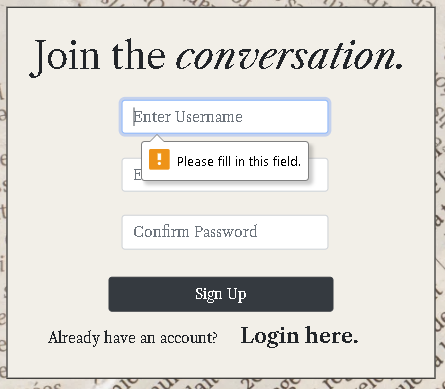 Join the conversation.
Enter Username
Please fill in this field.
Confirm Password
Sign Up
Already have an account? Login here.